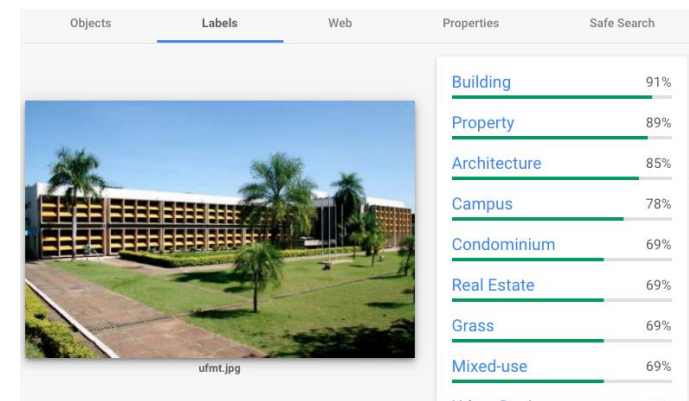 Objects Labels Web Properties Safe Search
Building 91%
Property 89%
Architecture 85%
Campus 78%
Condominium 69%
Real Estate 69%
Grass 69%
Mixed-use 69%
ufmt.jpg